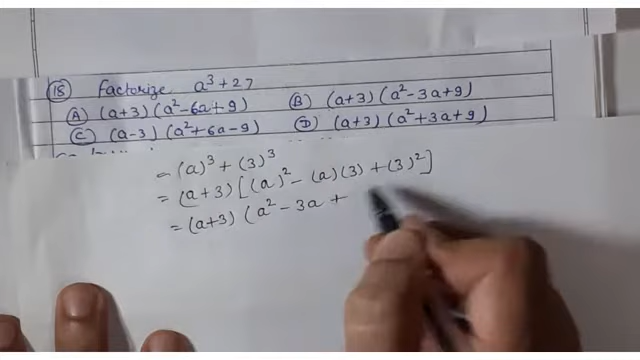 (18) Factorize a³+27
(A) (a+3)(a²-6a+9) (B) (a+3)(a²-3a+9)
(C) (a-3)(a²+6a-9) (D) (a+3)(a²+3a+9)
= (a)³ + (3)³
= (a+3)[(a)² - (a)(3) + (3)²]
= (a+3)(a² - 3a +